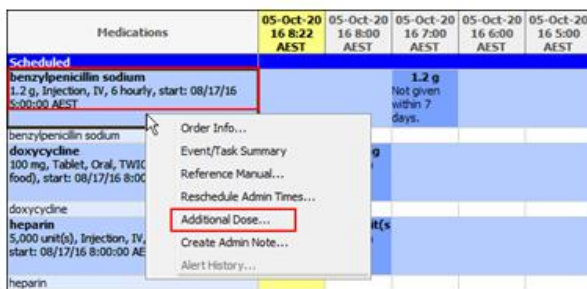 Medications
05-Oct-20 16 8:22 AEST
05-Oct-20 16 8:00 AEST
05-Oct-20 16 7:00 AEST
05-Oct-20 16 6:00 AEST
05-Oct-20 16 5:00 AEST
Scheduled
benzylpenicillin sodium
1.2 g, Injection, IV, 6 hourly, start: 08/17/16
5:00:00 AEST
1.2 g
Not given
within 7
days.
benzylpenicillin sodium
doxycycline
100 mg, Tablet, Oral, TWIC
food), start: 08/17/16 8:00
g
doxycycline
heparin
5,000 unit(s), Injection, IV,
start: 08/17/16 8:00:00 AE
it(s
heparin
Order Info...
Event/Task Summary
Reference Manual...
Reschedule Admin Times...
Additional Dose...
Create Admin Note...
Alert History...